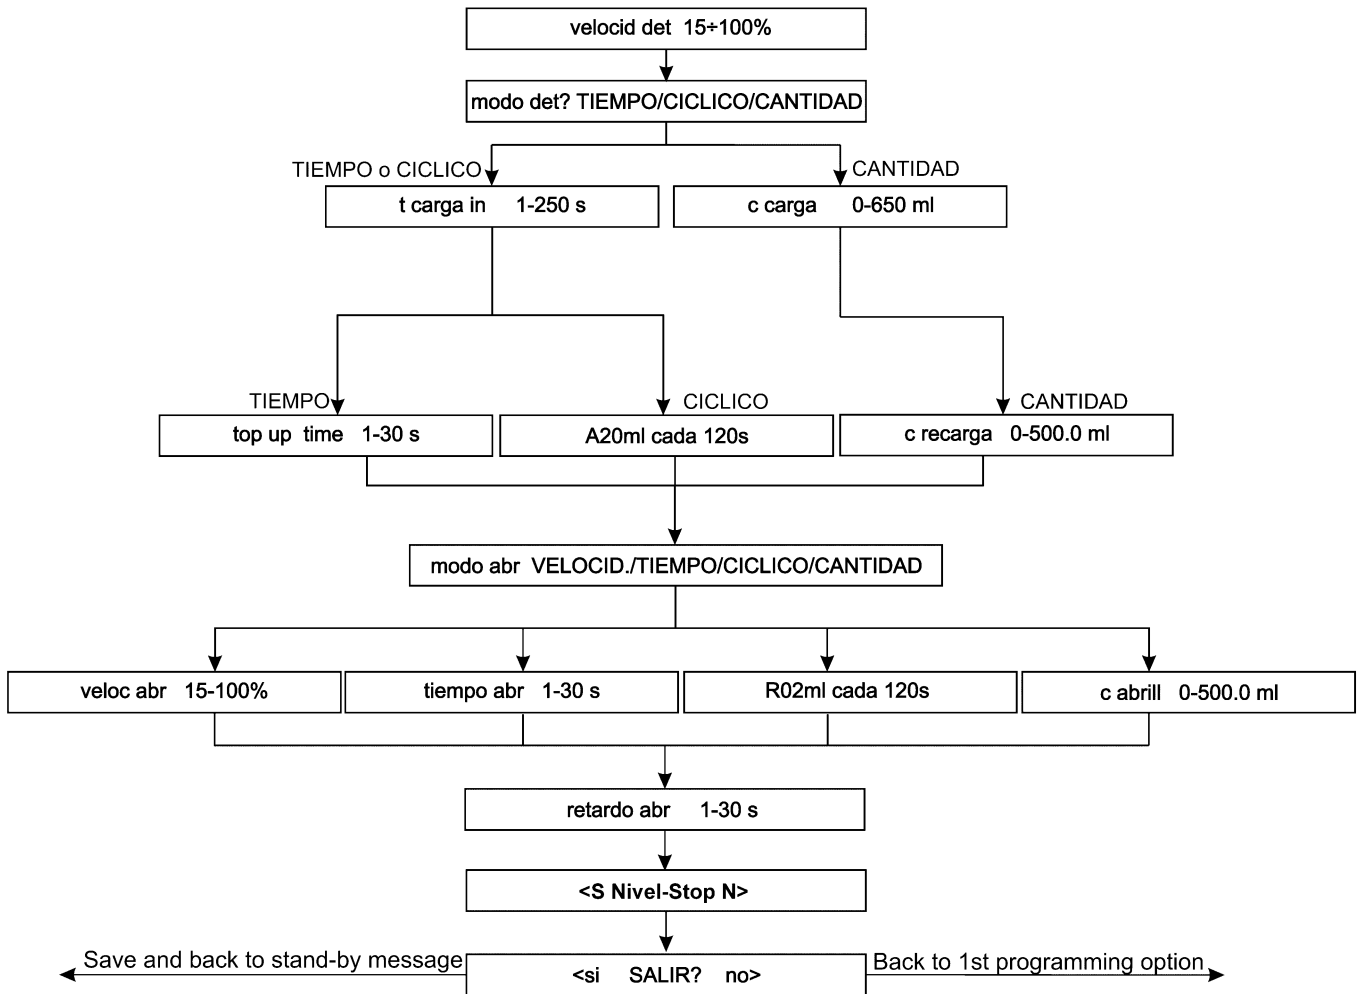 velocid det 15÷100%
modo det? TIEMPO/CICLICO/CANTIDAD
TIEMPO o CICLICO
CANTIDAD
t carga in 1-250 s
c carga 0-650 ml
TIEMPO
CICLICO
CANTIDAD
top up time 1-30 s
A20ml cada 120s
c recarga 0-500.0 ml
modo abr VELOCID./TIEMPO/CICLICO/CANTIDAD
veloc abr 15-100%
tiempo abr 1-30 s
R02ml cada 120s
c abrill 0-500.0 ml
retardo abr 1-30 s
<S Nivel-Stop N>
Save and back to stand-by message
<si SALIR? no>
Back to 1st programming option